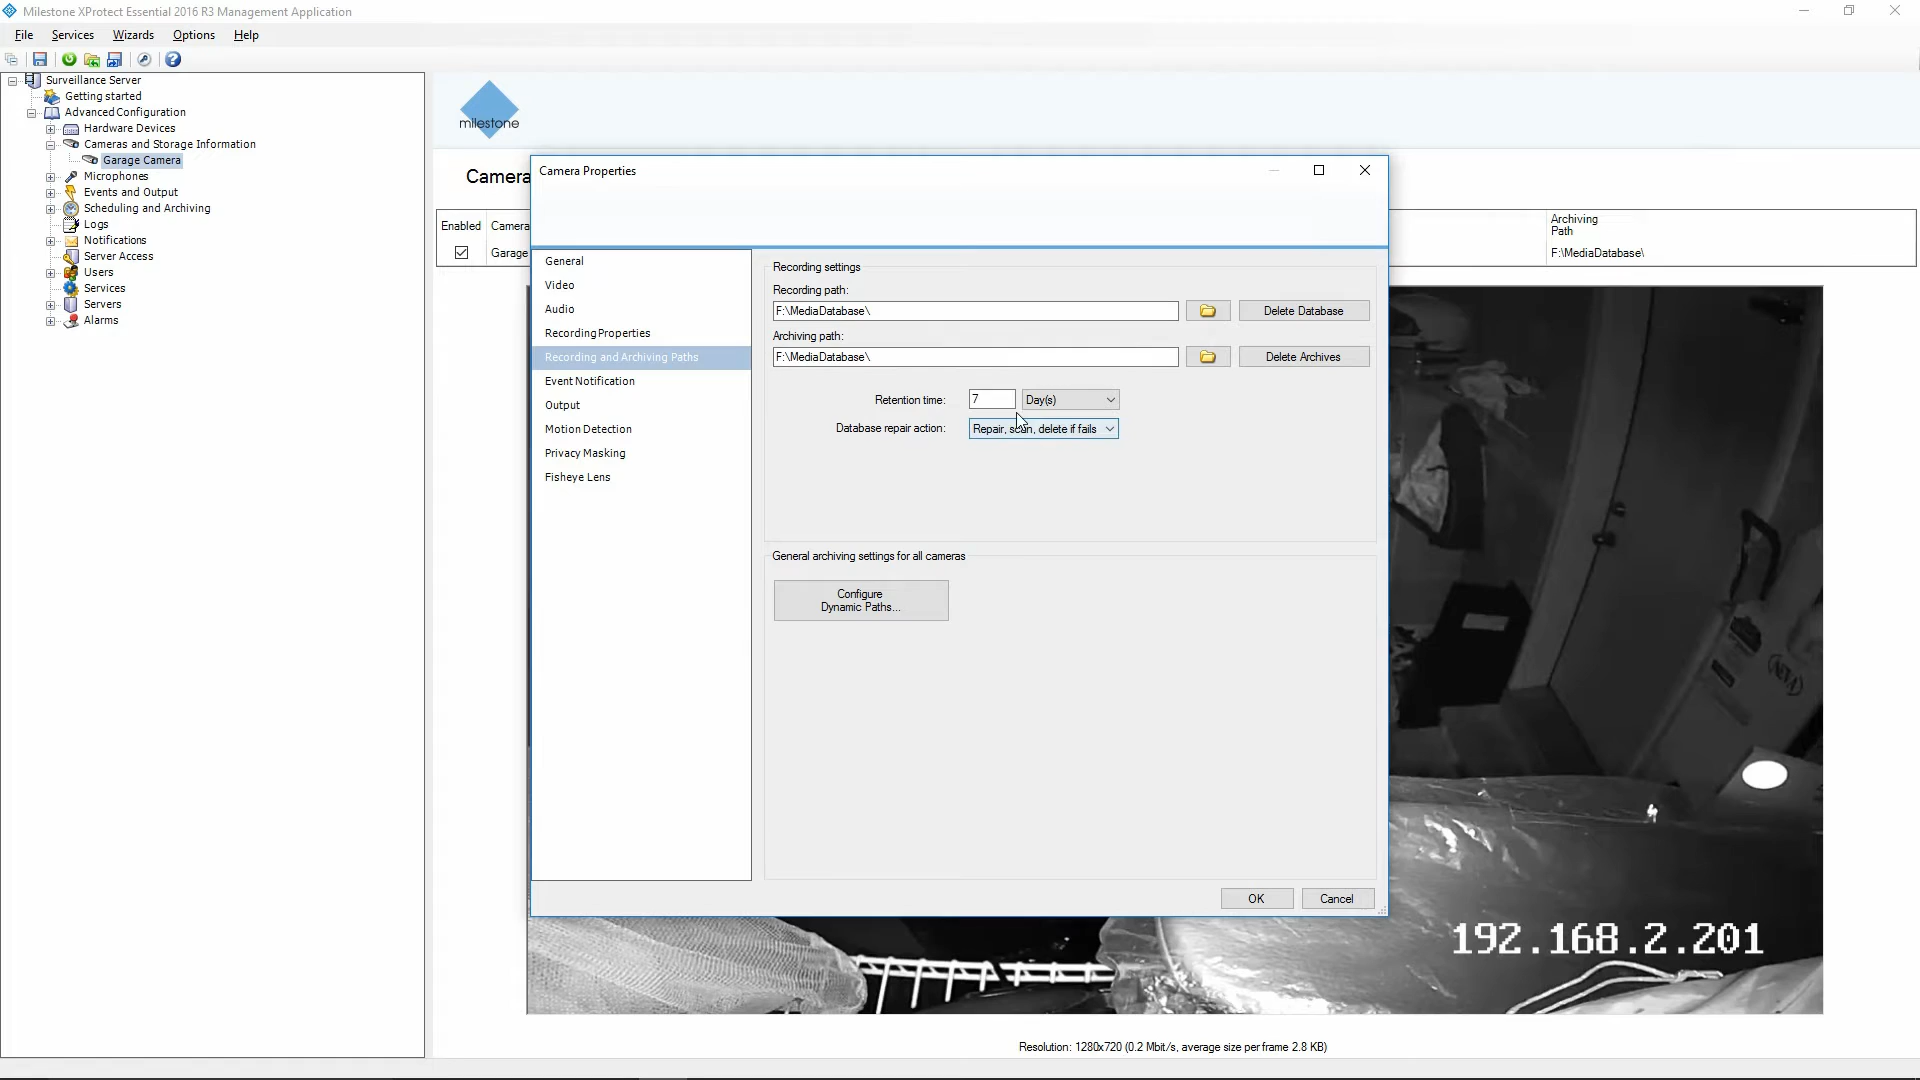 Milestone XProtect Essential 2016 R3 Management Application
File Services Wizards Options Help
Surveillance Server
Getting started
Advanced Configuration
Hardware Devices
Cameras and Storage Information
Garage Camera
Microphones
Events and Output
Scheduling and Archiving
Logs
Notifications
Server Access
Users
Services
Servers
Alarms
milestone
Camera
Enabled Camera
Archiving
Path
Garage
F:\MediaDatabase\
Camera Properties
General
Video
Audio
Recording Properties
Recording and Archiving Paths
Event Notification
Output
Motion Detection
Privacy Masking
Fisheye Lens
Recording settings
Recording path:
F:\MediaDatabase\ Delete Database
Archiving path:
F:\MediaDatabase\ Delete Archives
Retention time: 7 Day(s)
Database repair action: Repair, scan, delete if fails
General archiving settings for all cameras
Configure
Dynamic Paths...
OK Cancel
192.168.2.201
Resolution: 1280x720 (0.2 Mbit/s, average size per frame 2.8 KB)